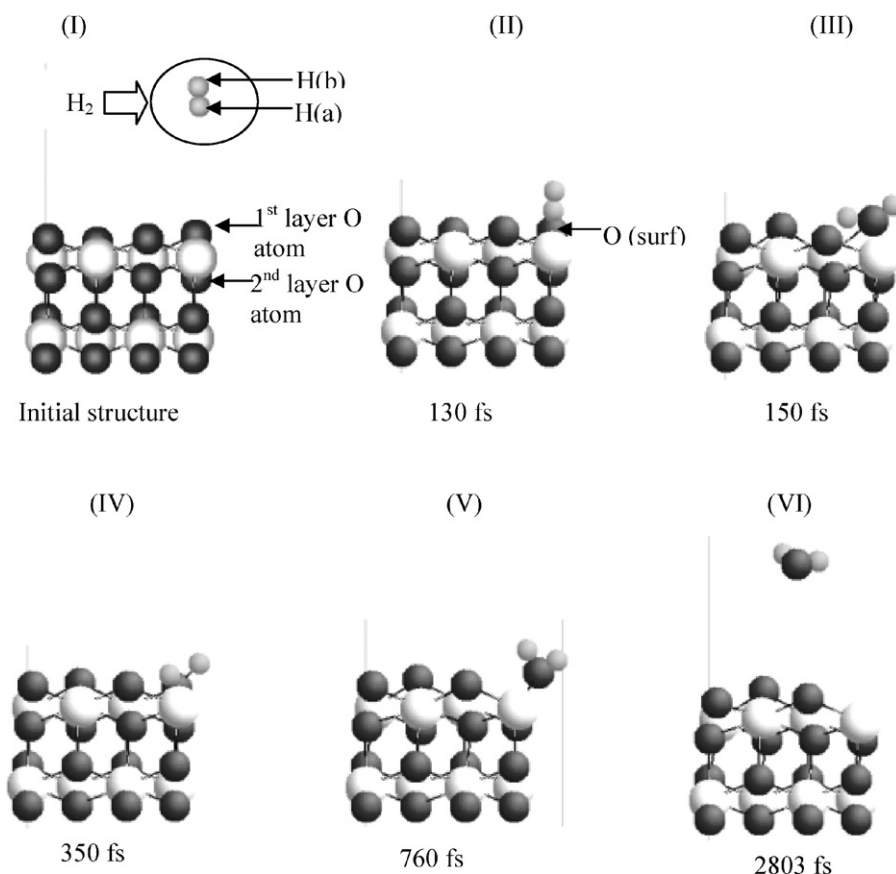 (I)
(II)
(III)
H(b)
H₂
H(a)
1ˢᵗ layer O
atom
O (surf)
2ⁿᵈ layer O
atom
Initial structure
130 fs
150 fs
(IV)
(V)
(VI)
350 fs
760 fs
2803 fs